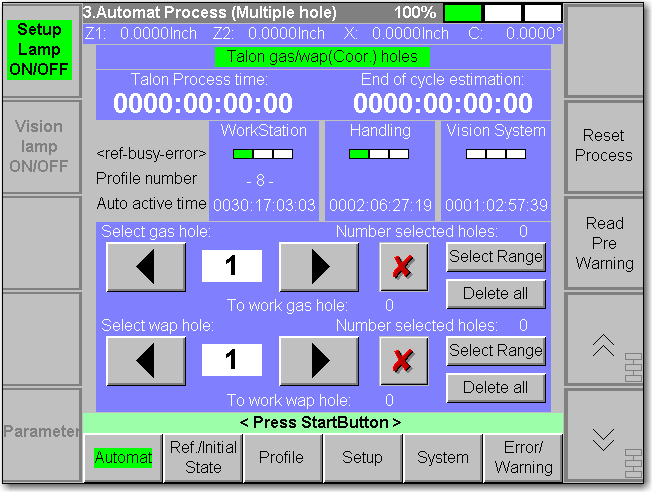 Setup
Lamp
ON/OFF
Vision
lamp
ON/OFF
Parameter
3.Automat Process (Multiple hole) 100%
Z1: 0.0000Inch Z2: 0.0000Inch X: 0.0000Inch C: 0.0000°
Talon gas/wap(Coor.) holes
Talon Process time: End of cycle estimation:
0000:00:00:00 0000:00:00:00
WorkStation Handling Vision System
<ref-busy-error>
Profile number - 8 -
Auto active time 0030:17:03:03 0002:06:27:19 0001:02:57:39
Select gas hole: Number selected holes: 0
1 ✘ Select Range
Delete all
To work gas hole: 0
Select wap hole: Number selected holes: 0
1 ✘ Select Range
Delete all
To work wap hole: 0
< Press StartButton >
Automat
Ref./Initial
State
Profile
Setup
System
Error/
Warning
Reset
Process
Read
Pre
Warning